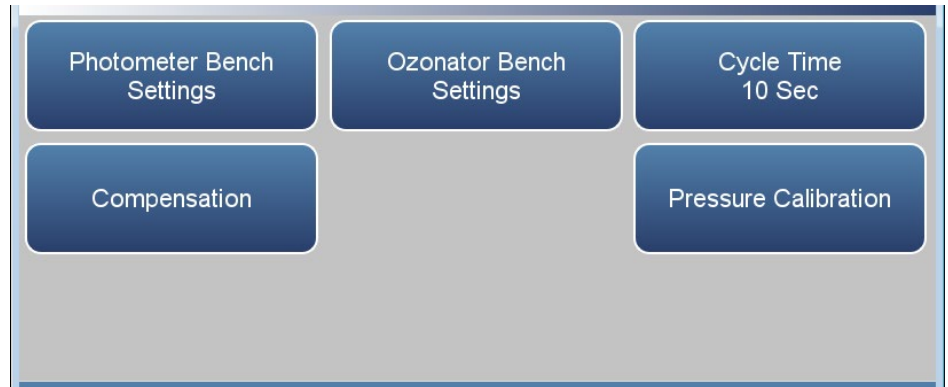 Photometer Bench
Settings
Ozonator Bench
Settings
Cycle Time
10 Sec
Compensation
Pressure Calibration